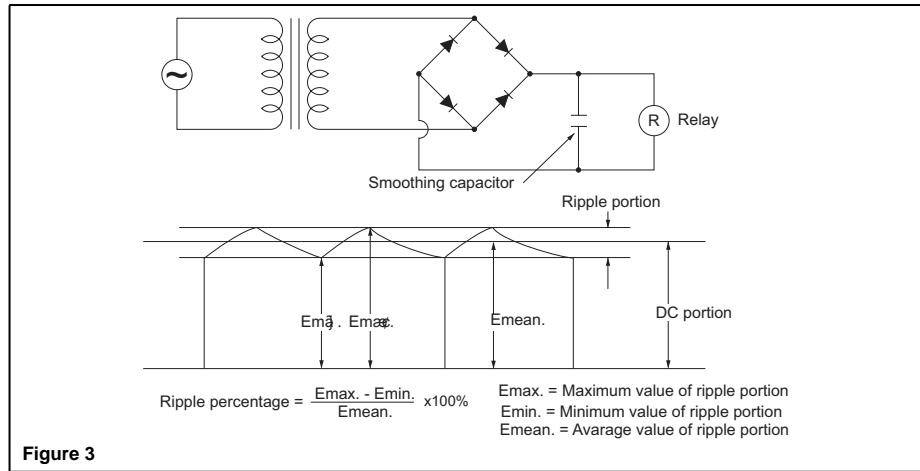 R Relay
Smoothing capacitor
Ripple portion
Emean.
DC portion
Ripple percentage = Emax. - Emin. / Emean. x100%
Emax. = Maximum value of ripple portion
Emin. = Minimum value of ripple portion
Emean. = Avarage value of ripple portion
Figure 3